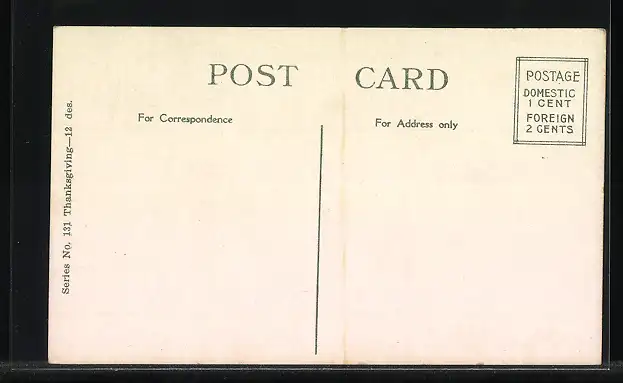 POST CARD
For Correspondence
For Address only
POSTAGE
DOMESTIC
1 CENT
FOREIGN
2 CENTS
Series No. 131 Thanksgiving—12 des.